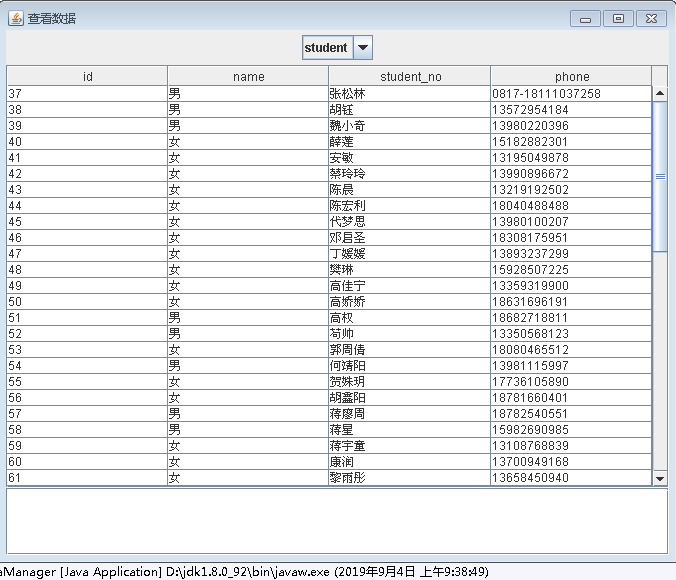 查看数据
student
id name student_no phone
37 男 张松林 0817-18111037258
38 男 胡钰 13572954184
39 男 魏小奇 13980220396
40 女 薛莲 15182882301
41 女 安敏 13195049878
42 女 蔡玲玲 13990896672
43 女 陈晨 13219192502
44 女 陈宏利 18040488488
45 女 代梦思 13980100207
46 女 邓启圣 18308175951
47 女 丁媛媛 13893237299
48 女 樊琳 15928507225
49 女 高佳宁 13359319900
50 女 高娇娇 18631696191
51 男 高权 18682718811
52 男 苟帅 13350568123
53 女 郭周倩 18080465512
54 男 何靖阳 13981115997
55 女 贺姝玥 17736105890
56 女 胡鑫阳 18781660401
57 男 蒋廖周 18782540551
58 男 蒋星 15982690985
59 女 蒋宇童 13108768839
60 女 康润 13700949168
61 女 黎雨彤 13658450940
aManager [Java Application] D:\jdk1.8.0_92\bin\javaw.exe (2019年9月4日 上午9:38:49)